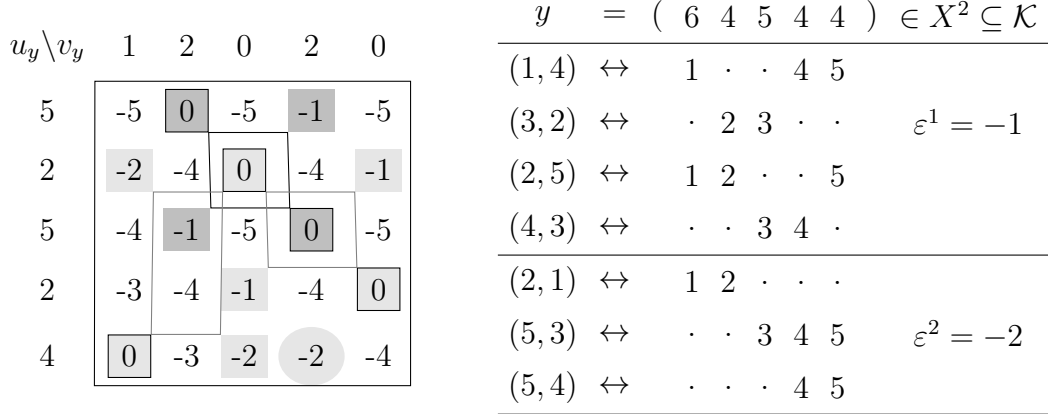 u_y\v_y 1 2 0 2 0
5 -5 0 -5 -1 -5
2 -2 -4 0 -4 -1
5 -4 -1 -5 0 -5
2 -3 -4 -1 -4 0
4 0 -3 -2 -2 -4
y = ( 6 4 5 4 4 ) ∈ X² ⊆ 𝒦
(1,4) ↔ 1 · · 4 5
(3,2) ↔ · 2 3 · · ε¹ = −1
(2,5) ↔ 1 2 · · 5
(4,3) ↔ · · 3 4 ·
(2,1) ↔ 1 2 · · ·
(5,3) ↔ · · 3 4 5 ε² = −2
(5,4) ↔ · · · 4 5